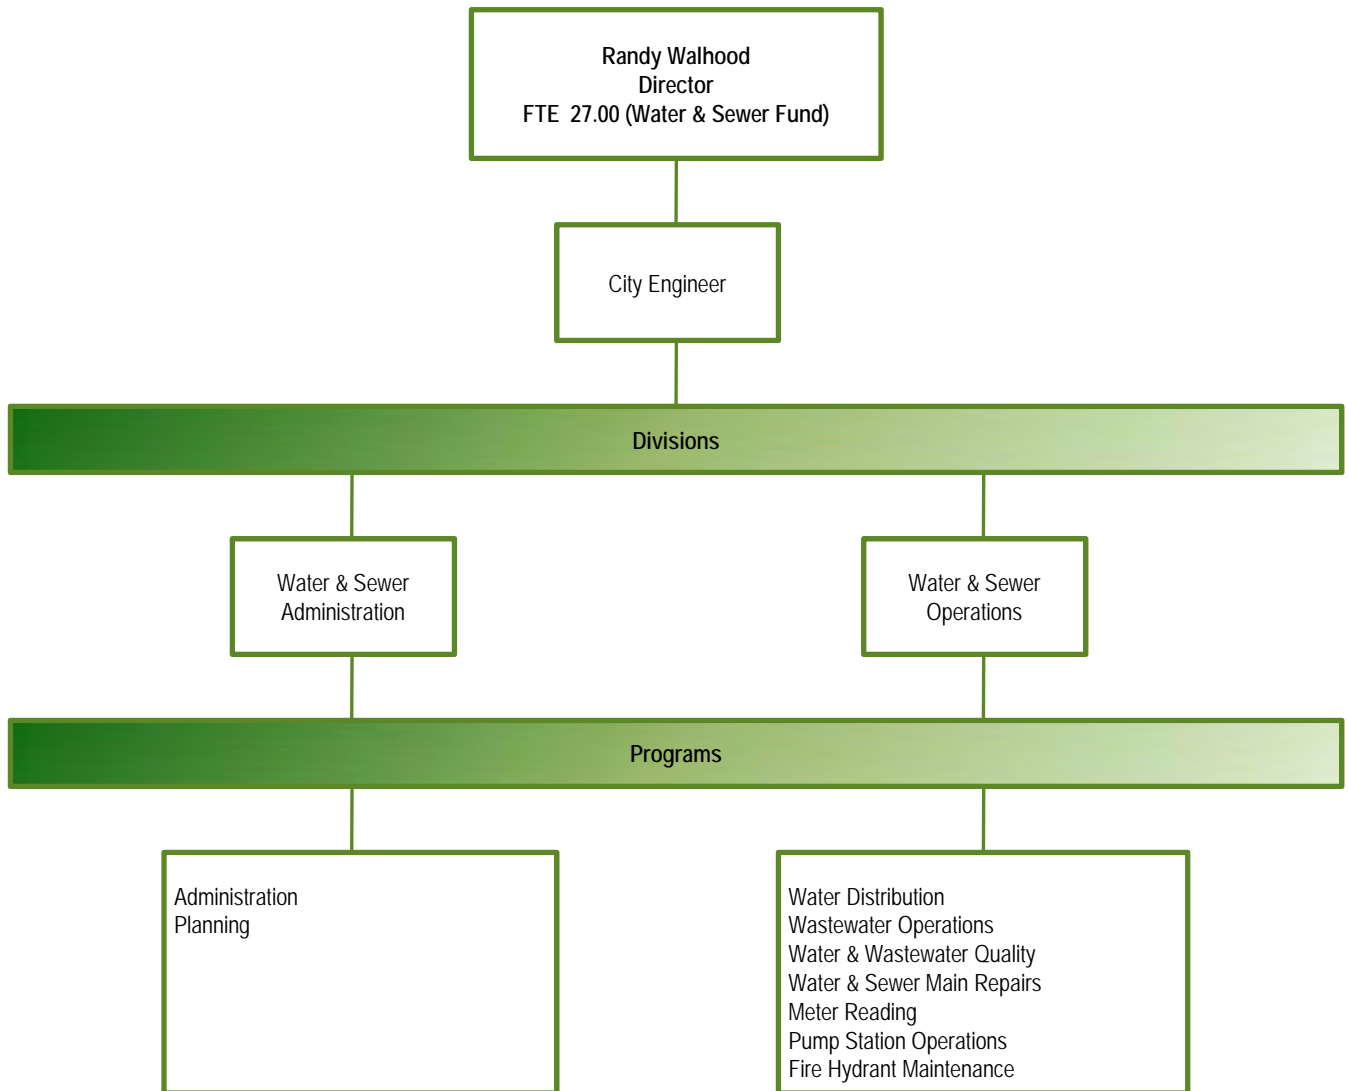 Randy Walhood
Director
FTE  27.00 (Water & Sewer Fund)
City Engineer
Divisions
Water & Sewer
Administration
Water & Sewer
Operations
Programs
Administration
Planning
Water Distribution
Wastewater Operations
Water & Wastewater Quality
Water & Sewer Main Repairs
Meter Reading
Pump Station Operations
Fire Hydrant Maintenance